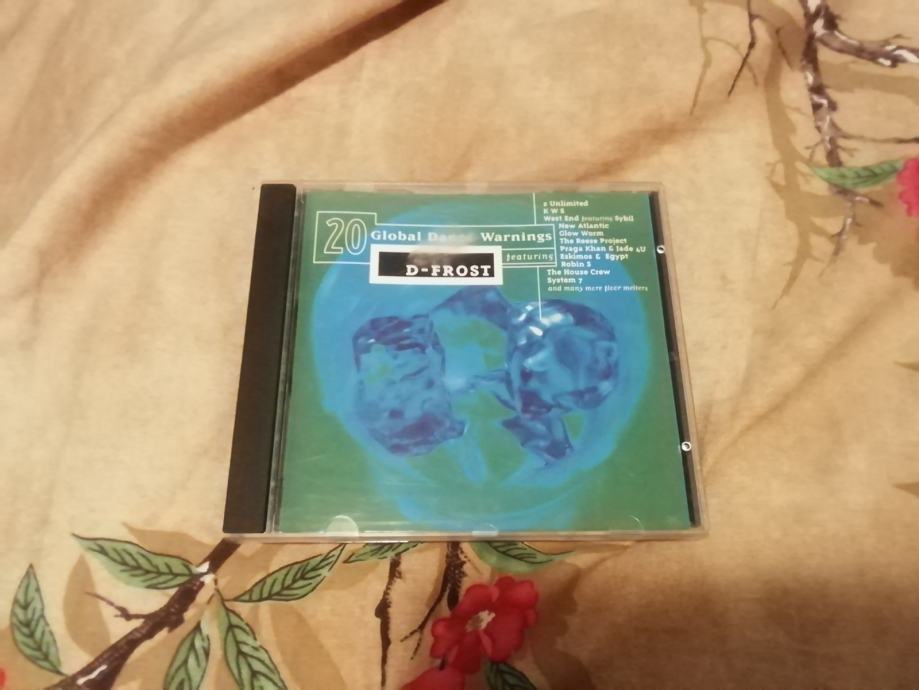 20
Global Dance Warnings
D-FROST
featuring
2 Unlimited
K W S
West End featuring Sybil
New Atlantic
Glow Worm
The Reese Project
Praga Khan & Jade 4U
Eskimos & Egypt
Robin S
The House Crew
System 7
and many more floor melters